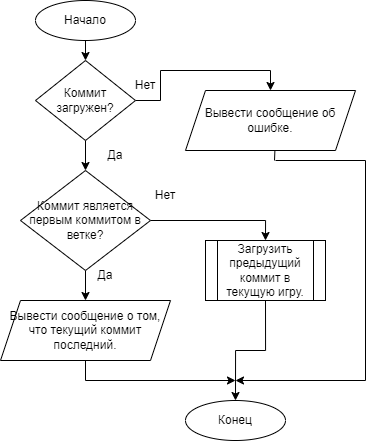 Начало
Коммит
загружен?
Нет
Вывести сообщение об
ошибке.
Да
Коммит является
первым коммитом в
ветке?
Нет
Загрузить
предыдущий
коммит в
текущую игру.
Да
Вывести сообщение о том,
что текущий коммит
последний.
Конец